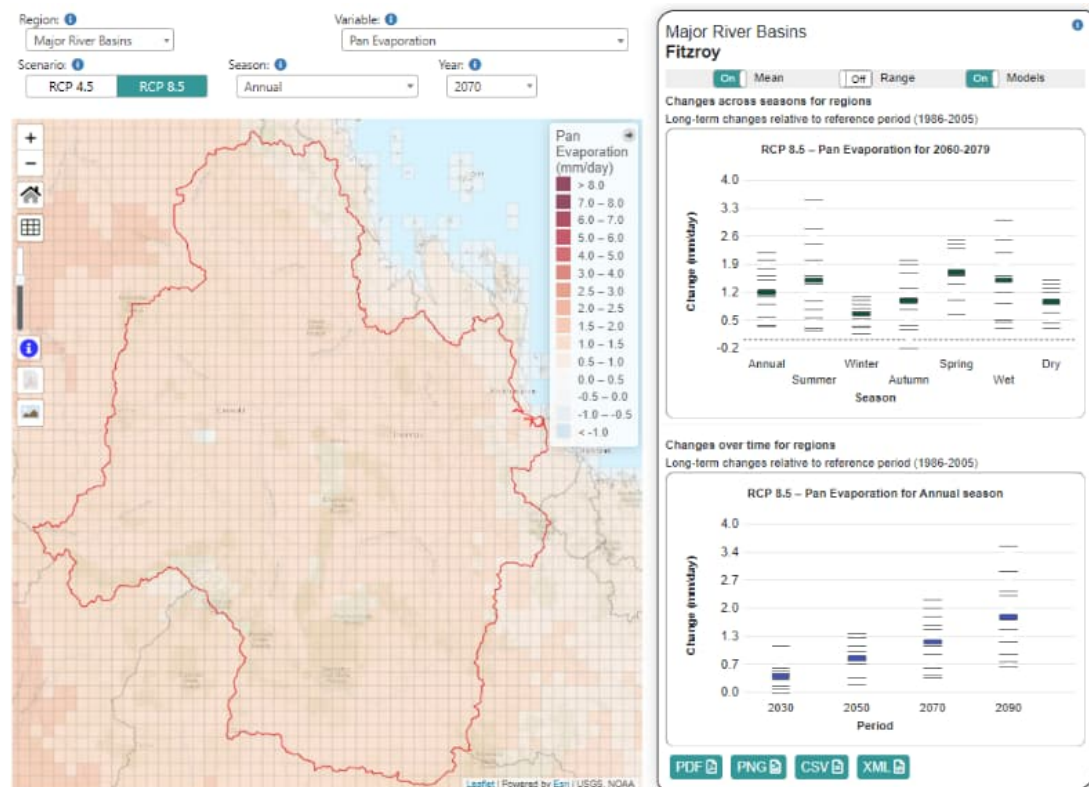 Region:
Major River Basins
Variable:
Pan Evaporation
Scenario:
RCP 4.5
RCP 8.5
Season:
Annual
Year:
2070
+
−
Pan
Evaporation
(mm/day)
> 8.0
7.0 – 8.0
6.0 – 7.0
5.0 – 6.0
4.0 – 5.0
3.0 – 4.0
2.5 – 3.0
2.0 – 2.5
1.5 – 2.0
1.0 – 1.5
0.5 – 1.0
0.0 – 0.5
-0.5 – 0.0
-1.0 – -0.5
< -1.0
Leaflet | Powered by Esri | USGS, NOAA
Major River Basins
Fitzroy
On Mean
Off Range
On Models
Changes across seasons for regions
Long-term changes relative to reference period (1986-2005)
RCP 8.5 – Pan Evaporation for 2060-2079
Change (mm/day)
4.0
3.3
2.6
1.9
1.2
0.5
-0.2
Annual
Summer
Winter
Autumn
Spring
Wet
Dry
Season
Changes over time for regions
Long-term changes relative to reference period (1986-2005)
RCP 8.5 – Pan Evaporation for Annual season
Change (mm/day)
4.0
3.4
2.7
2.0
1.3
0.7
0.0
2030
2050
2070
2090
Period
PDF
PNG
CSV
XML